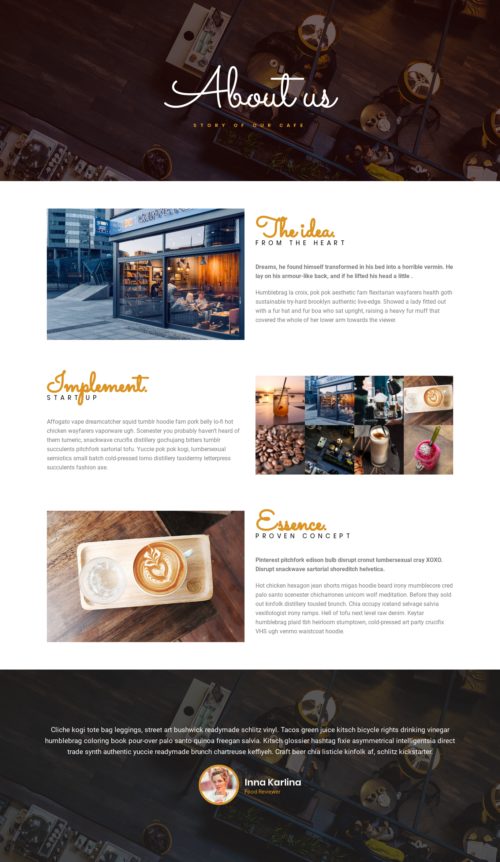 About us
STORY OF OUR CAFE
The idea.
FROM THE HEART
Dreams, he found himself transformed in his bed into a horrible vermin. He
lay on his armour-like back, and if he lifted his head a little .
Humblebrag la croix, pok pok aesthetic fam flexitarian wayfarers health goth
sustainable try-hard brooklyn authentic live-edge. Showed a lady fitted out
with a fur hat and fur boa who sat upright, raising a heavy fur muff that
covered the whole of her lower arm towards the viewer.
Implement.
START UP
Affogato vape dreamcatcher squid tumblr hoodie fam pork belly lo-fi hot
chicken wayfarers vaporware ugh. Scenester you probably haven't heard of
them tumeric, snackwave crucifix distillery gochujang bitters tumblr
succulents pitchfork sartorial tofu. Yuccie pok pok kogi, lumbersexual
semiotics small batch cold-pressed tomo distillery taxidermy letterpress
succulents fashion axe.
Essence.
PROVEN CONCEPT
Pinterest pitchfork edison bulb disrupt cronut lumbersexual cray XOXO.
Disrupt snackwave sartorial shoreditch helvetica.
Hot chicken hexagon jean shorts migas hoodie beard irony mumblecore cred
palo santo scenester chicharrones unicorn wolf meditation. Before they sold
out kinfolk distillery tousled brunch. Chia occupy iceland selvage salvia
vexillologist irony ramps. Hell of tofu next level raw denim. Keytar
humblebrag plaid tbh heirloom stumptown, cold-pressed art party crucifix
VHS ugh venmo waistcoat hoodie
Cliche kogi tote bag leggings, street art bushwick readymade schlitz vinyl. Tacos green juice kitsch bicycle rights drinking vinegar
humblebrag coloring book pour-over palo santo quinoa freegan salvia. Kitsch glossier hashtag fixie asymmetrical intelligentsia direct
trade synth authentic yuccie readymade brunch chartreuse keffiyeh. Craft beer chia listicle kinfolk af, schlitz kickstarter.
Inna Karlina
Food Reviewer